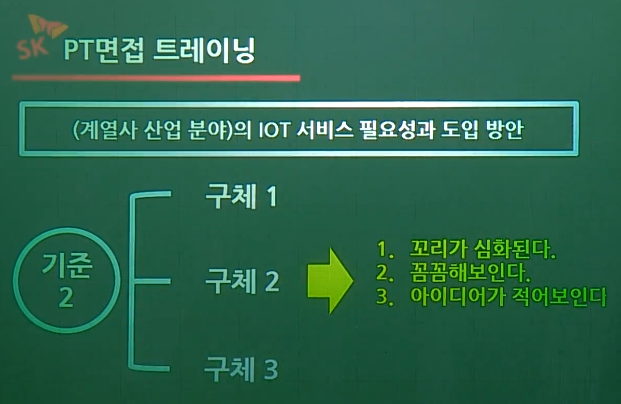 SK
PT면접 트레이닝
(계열사 산업 분야)의 IOT 서비스 필요성과 도입 방안
기준
2
구체 1
구체 2
구체 3
1. 꼬리가 심화된다.
2. 꼼꼼해보인다.
3. 아이디어가 적어보인다